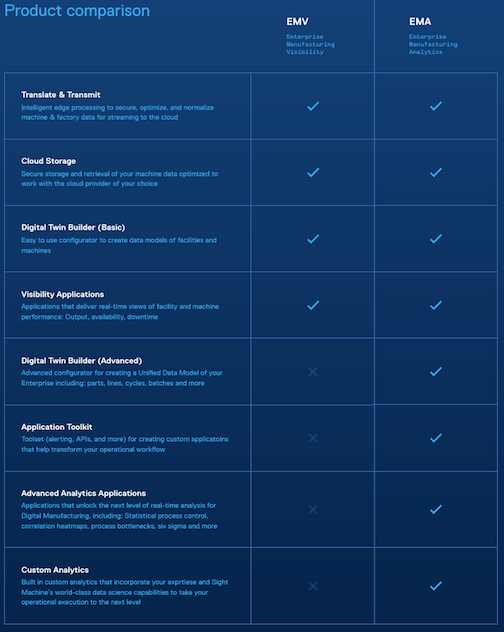 Product comparison
EMV
EMA
Enterprise
Manufacturing
Visibility
Enterprise
Manufacturing
Analytics
Translate & Transmit
Intelligent edge processing to secure, optimize, and normalize
machine & factory data for streaming to the cloud
Cloud Storage
Secure storage and retrieval of your machine data optimized to
work with the cloud provider of your choice
Digital Twin Builder (Basic)
Easy to use configurator to create data models of facilities and
machines
Visibility Applications
Applications that deliver real-time views of facility and machine
performance: Output, availability, downtime
Digital Twin Builder (Advanced)
Advanced configurator for creating a Unified Data Model of your
Enterprise including: parts, lines, cycles, batches and more
Application Toolkit
Toolset (alerting, APIs, and more) for creating custom applicatoins
that help transform your operational workflow
Advanced Analytics Applications
Applications that unlock the next level of real-time analysis for
Digital Manufacturing, including: Statistical process control,
correlation heatmaps, process bottlenecks, six sigma and more
Custom Analytics
Built in custom analytics that incorporate your exprtiese and Sight
Machine's world-class data science capabilities to take your
operational execution to the next level